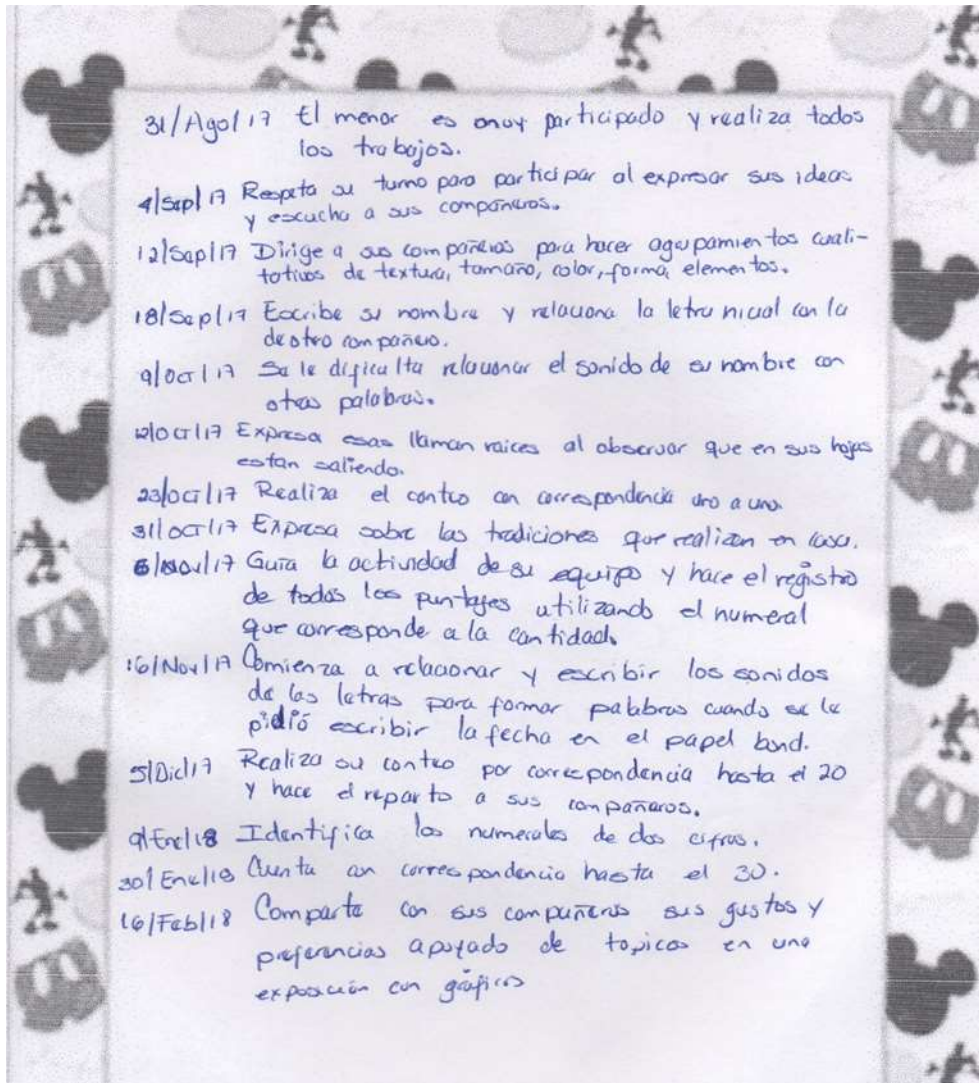 31/Ago/17 El menor es muy participado y realiza todos
los trabajos.
4/Sep/17 Respeta su turno para participar al expresar sus ideas
y escucha a sus compañeros.
12/Sep/17 Dirige a sus compañeros para hacer agrupamientos cuali-
tativos de textura, tamaño, color, forma, elementos.
18/Sep/17 Escribe su nombre y relaciona la letra inicial con la
de otro compañero.
9/Oct/17 Se le dificulta relacionar el sonido de su nombre con
otras palabras.
12/Oct/17 Expresa esas llaman raices al observar que en sus hojas
estan saliendo.
23/Oct/17 Realiza el conteo con correspondencia uno a uno.
31/Oct/17 Expresa sobre las tradiciones que realizan en casa.
6/Nov/17 Guía la actividad de su equipo y hace el registro
de todos los puntajes utilizando el numeral
que corresponde a la cantidad.
16/Nov/17 Comienza a relacionar y escribir los sonidos
de las letras para formar palabras cuando se le
pidió escribir la fecha en el papel bond.
5/Dic/17 Realiza su conteo por correspondencia hasta el 20
y hace el reparto a sus compañeros.
9/Ene/18 Identifica los numerales de dos cifras.
30/Ene/18 Cuenta con correspondencia hasta el 30.
16/Feb/18 Comparte con sus compañeros sus gustos y
preferencias apoyado de topicos en una
exposición con gráficos